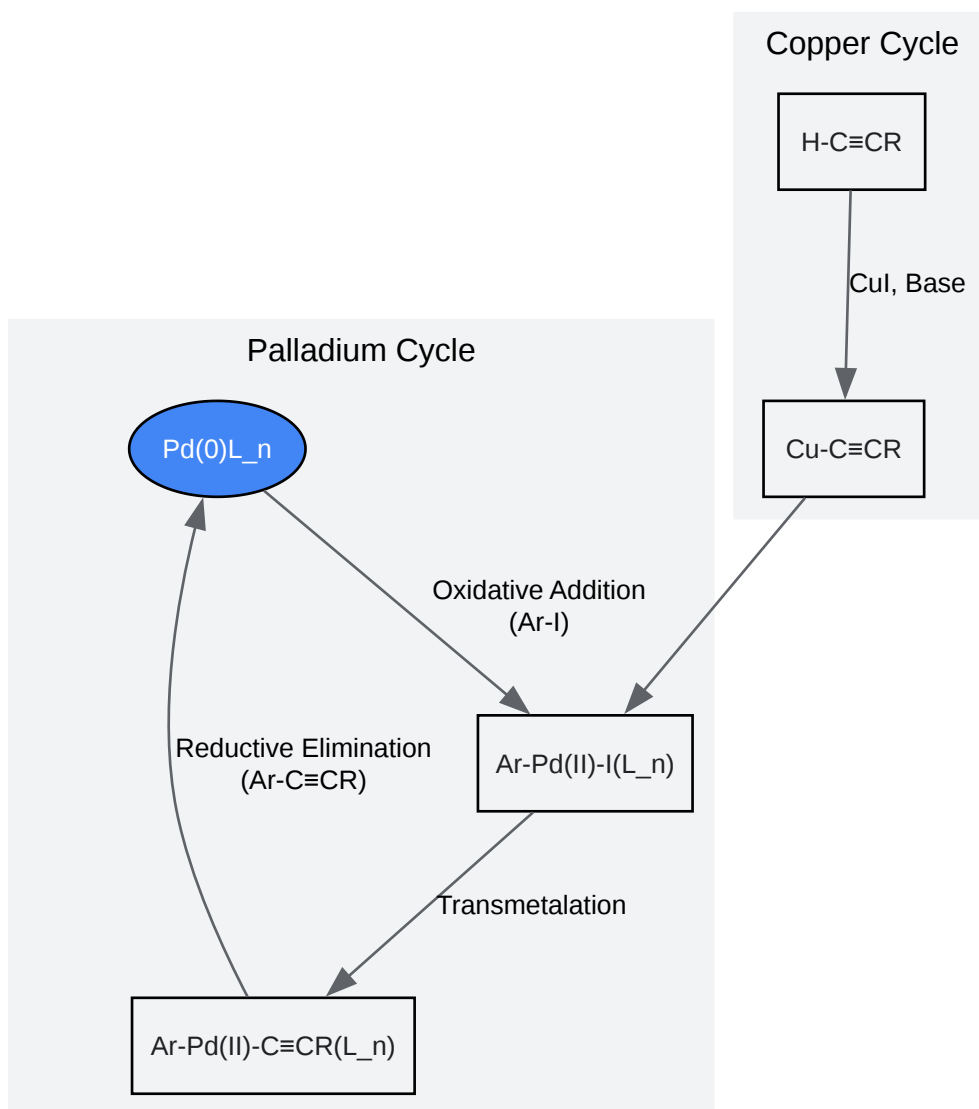 Copper Cycle
H-C≡CR
CuI, Base
Cu-C≡CR
Palladium Cycle
Pd(0)L_n
Oxidative Addition
(Ar-I)
Ar-Pd(II)-I(L_n)
Reductive Elimination
(Ar-C≡CR)
Transmetalation
Ar-Pd(II)-C≡CR(L_n)